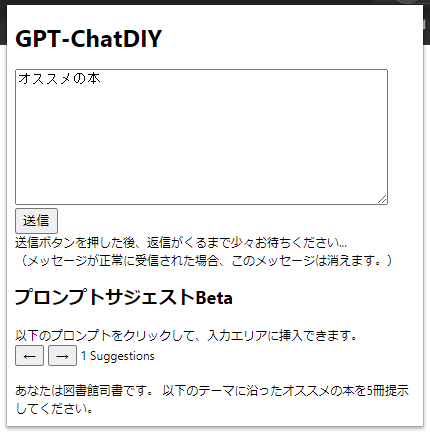 GPT-ChatDIY
オススメの本
送信
送信ボタンを押した後、返信がくるまで少々お待ちください...
（メッセージが正常に受信された場合、このメッセージは消えます。）
プロンプトサジェストBeta
以下のプロンプトをクリックして、入力エリアに挿入できます。
← → 1 Suggestions
あなたは図書館司書です。 以下のテーマに沿ったオススメの本を5冊提示
してください。